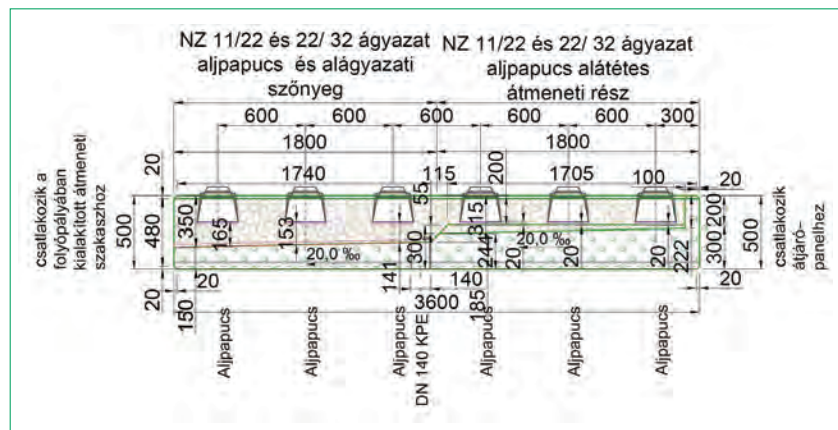 NZ 11/22 és 22/ 32 ágyazat
aljpapucs és alágyazati
szőnyeg
NZ 11/22 és 22/ 32 ágyazat
aljpapucs alátétes
átmeneti rész
600
600
600
600
600
300
1800
1800
1740
115
200
1705
100
20
20
csatlakozik a
folyópályában
kialakított átmeneti
szakaszhoz
500
480
350
165
153
55
300
315
244
20
20
20
222
200
300
500
csatlakozik
átjáró-
panelhez
20,0 ‰
20,0 ‰
20
20
150
141
140
3600
185
20
Aljpapucs
Aljpapucs
Aljpapucs
DN 140 KPE
Aljpapucs
Aljpapucs
Aljpapucs